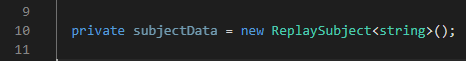 9
10 private subjectData = new ReplaySubject<string>();
11